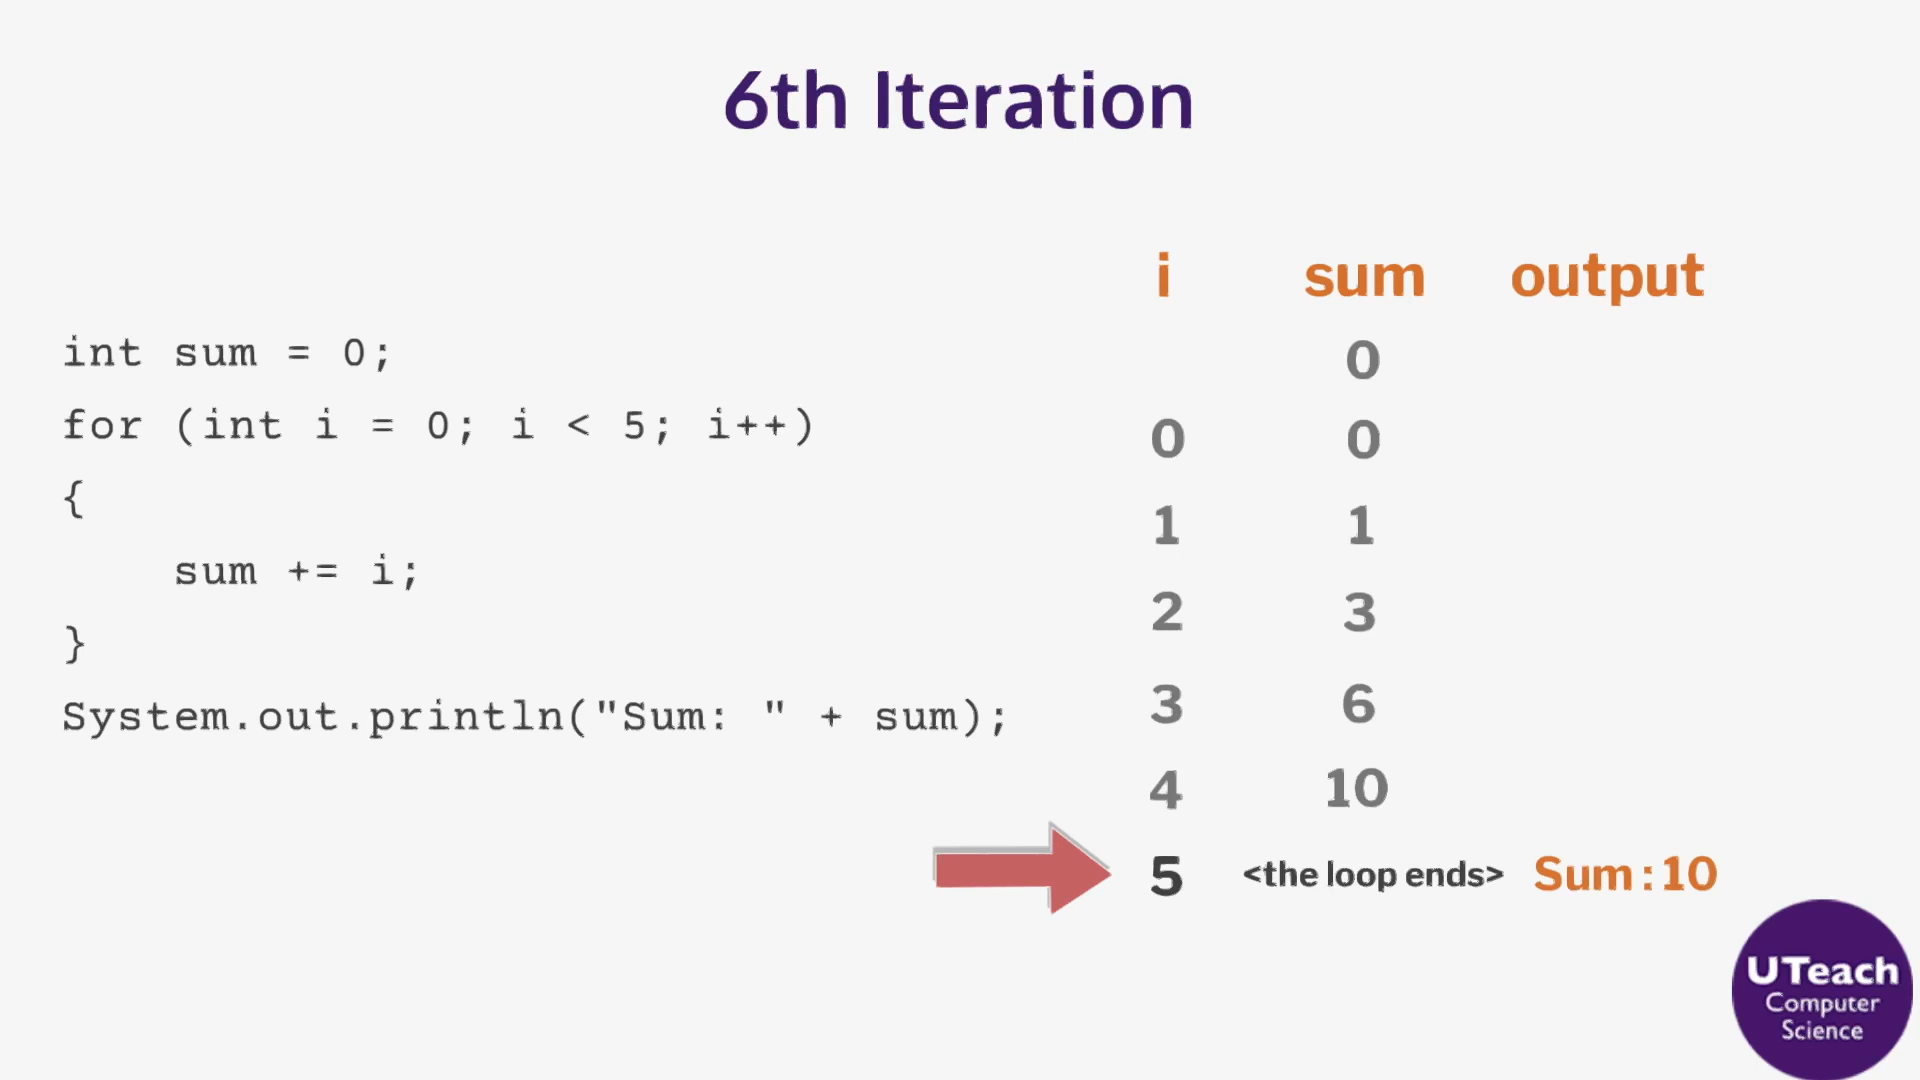 6th Iteration
int sum = 0;
for (int i = 0; i < 5; i++)
{
    sum += i;
}
System.out.println("Sum: " + sum);
i sum output
0
0 0
1 1
2 3
3 6
4 10
5 <the loop ends> Sum:10
UTeach
Computer
Science